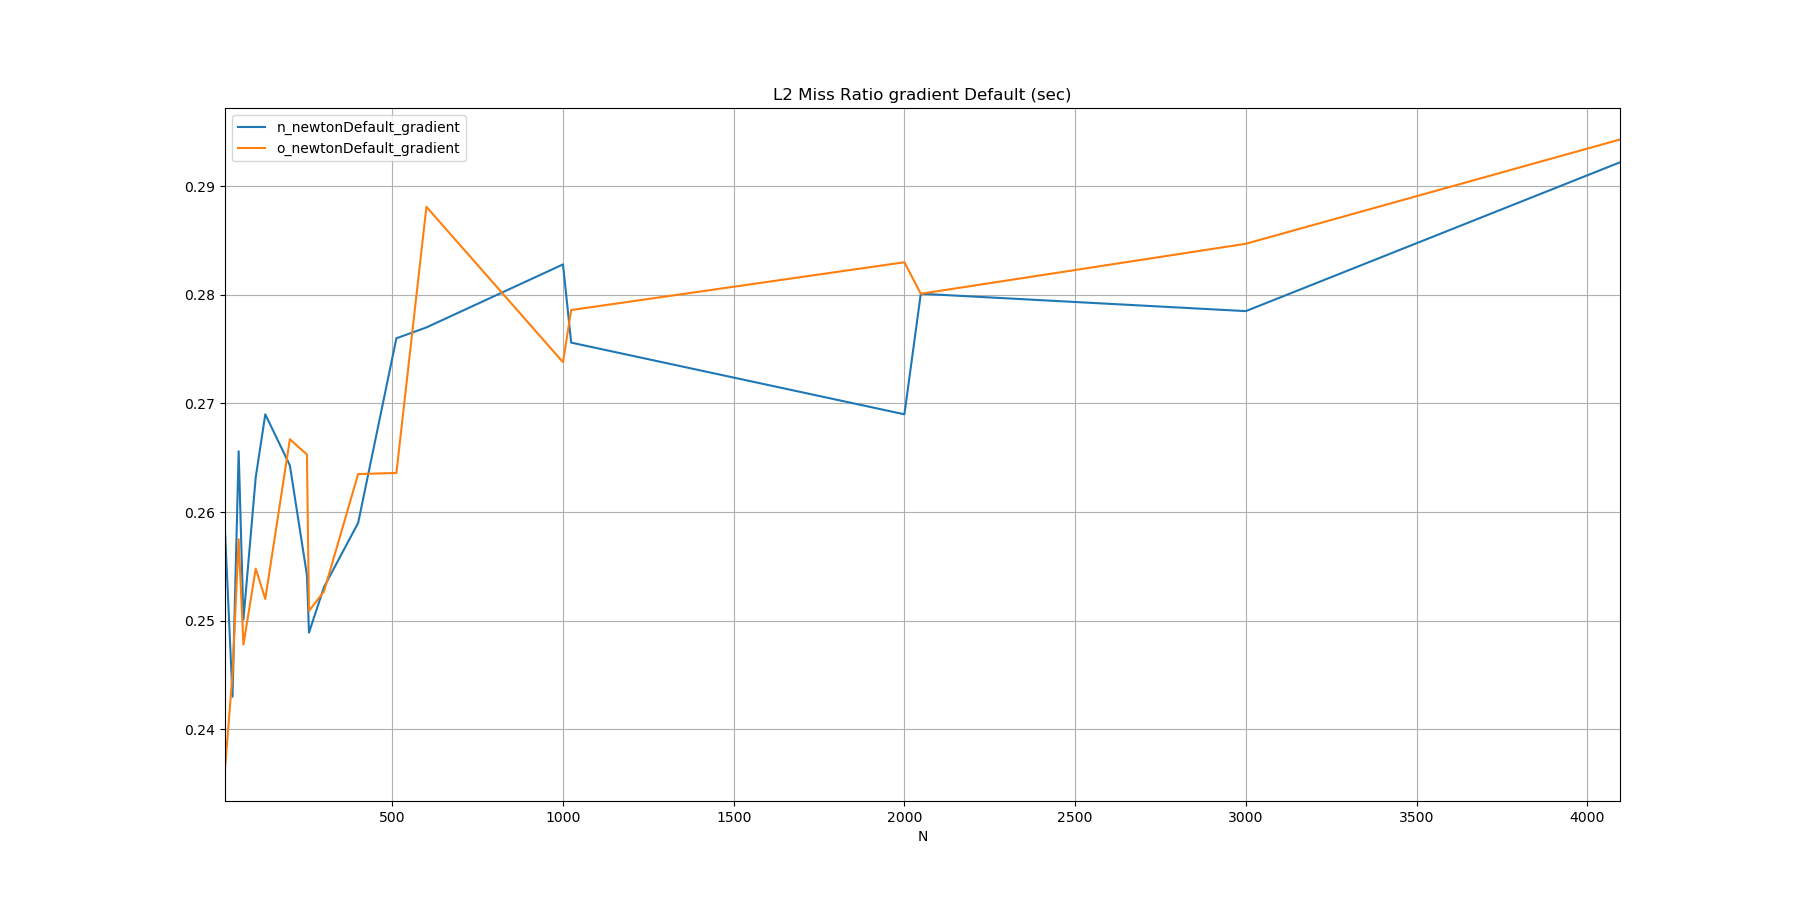 L2 Miss Ratio gradient Default (sec)
n_newtonDefault_gradient
o_newtonDefault_gradient
0.29
0.28
0.27
0.26
0.25
0.24
500 1000 1500 2000 2500 3000 3500 4000
N